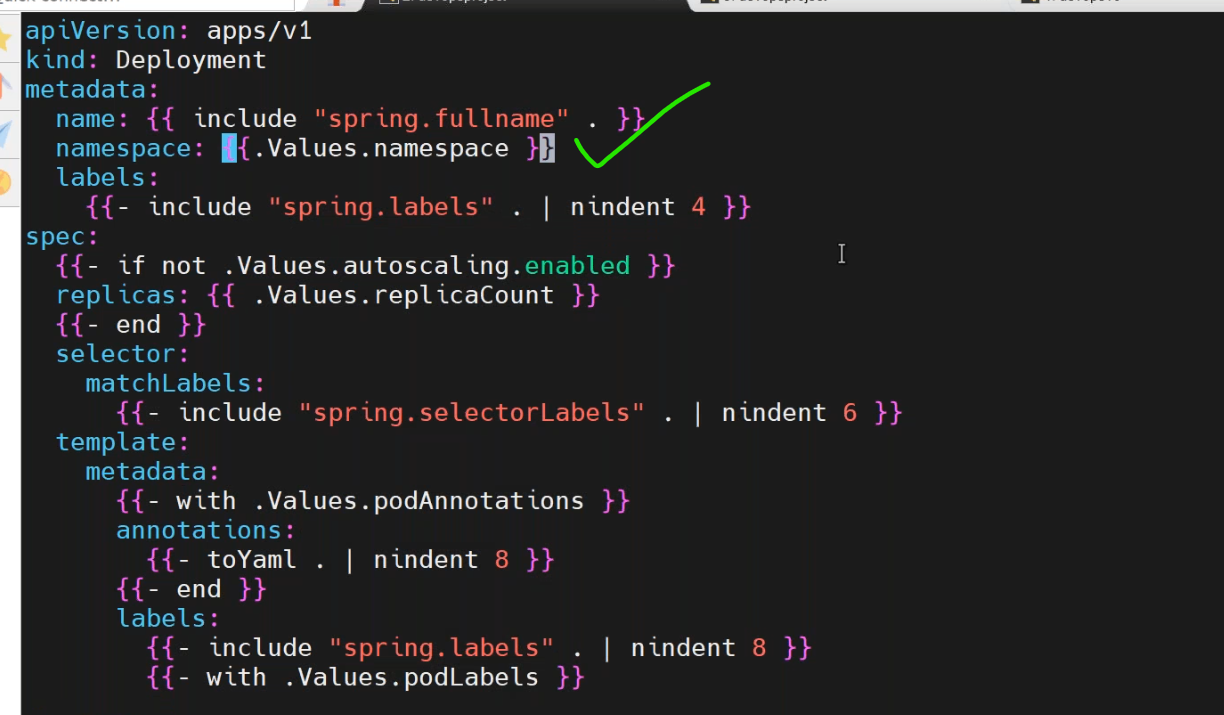 apiVersion: apps/v1
kind: Deployment
metadata:
  name: {{ include "spring.fullname" . }}
  namespace: {{.Values.namespace }}
  labels:
    {{- include "spring.labels" . | nindent 4 }}
spec:
  {{- if not .Values.autoscaling.enabled }}
  replicas: {{ .Values.replicaCount }}
  {{- end }}
  selector:
    matchLabels:
      {{- include "spring.selectorLabels" . | nindent 6 }}
  template:
    metadata:
      {{- with .Values.podAnnotations }}
      annotations:
        {{- toYaml . | nindent 8 }}
      {{- end }}
      labels:
        {{- include "spring.labels" . | nindent 8 }}
        {{- with .Values.podLabels }}